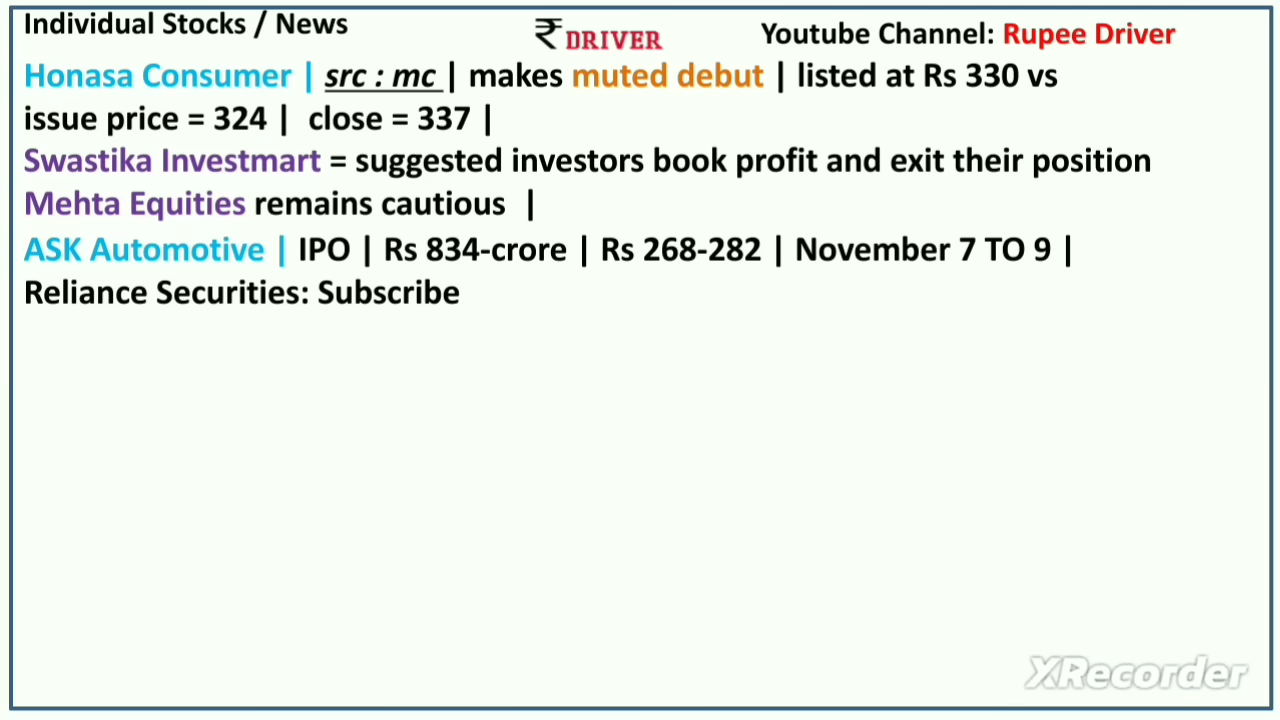 Individual Stocks / News
₹ DRIVER
Youtube Channel: Rupee Driver
Honasa Consumer | src : mc | makes muted debut | listed at Rs 330 vs
issue price = 324 | close = 337 |
Swastika Investmart = suggested investors book profit and exit their position
Mehta Equities remains cautious |
ASK Automotive | IPO | Rs 834-crore | Rs 268-282 | November 7 TO 9 |
Reliance Securities: Subscribe
XRecorder